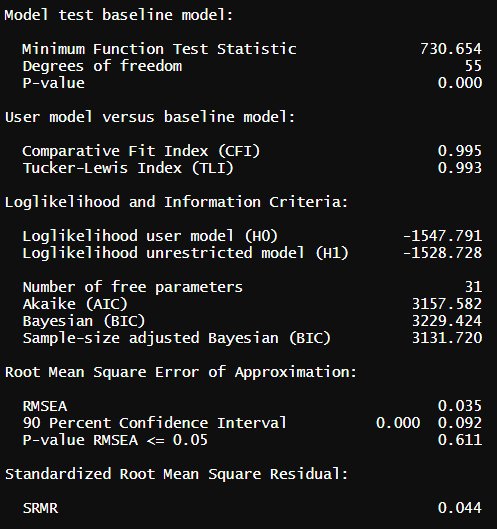 Model test baseline model:
Minimum Function Test Statistic 730.654
Degrees of freedom 55
P-value 0.000
User model versus baseline model:
Comparative Fit Index (CFI) 0.995
Tucker-Lewis Index (TLI) 0.993
Loglikelihood and Information Criteria:
Loglikelihood user model (H0) -1547.791
Loglikelihood unrestricted model (H1) -1528.728
Number of free parameters 31
Akaike (AIC) 3157.582
Bayesian (BIC) 3229.424
Sample-size adjusted Bayesian (BIC) 3131.720
Root Mean Square Error of Approximation:
RMSEA 0.035
90 Percent Confidence Interval 0.000 0.092
P-value RMSEA <= 0.05 0.611
Standardized Root Mean Square Residual:
SRMR 0.044